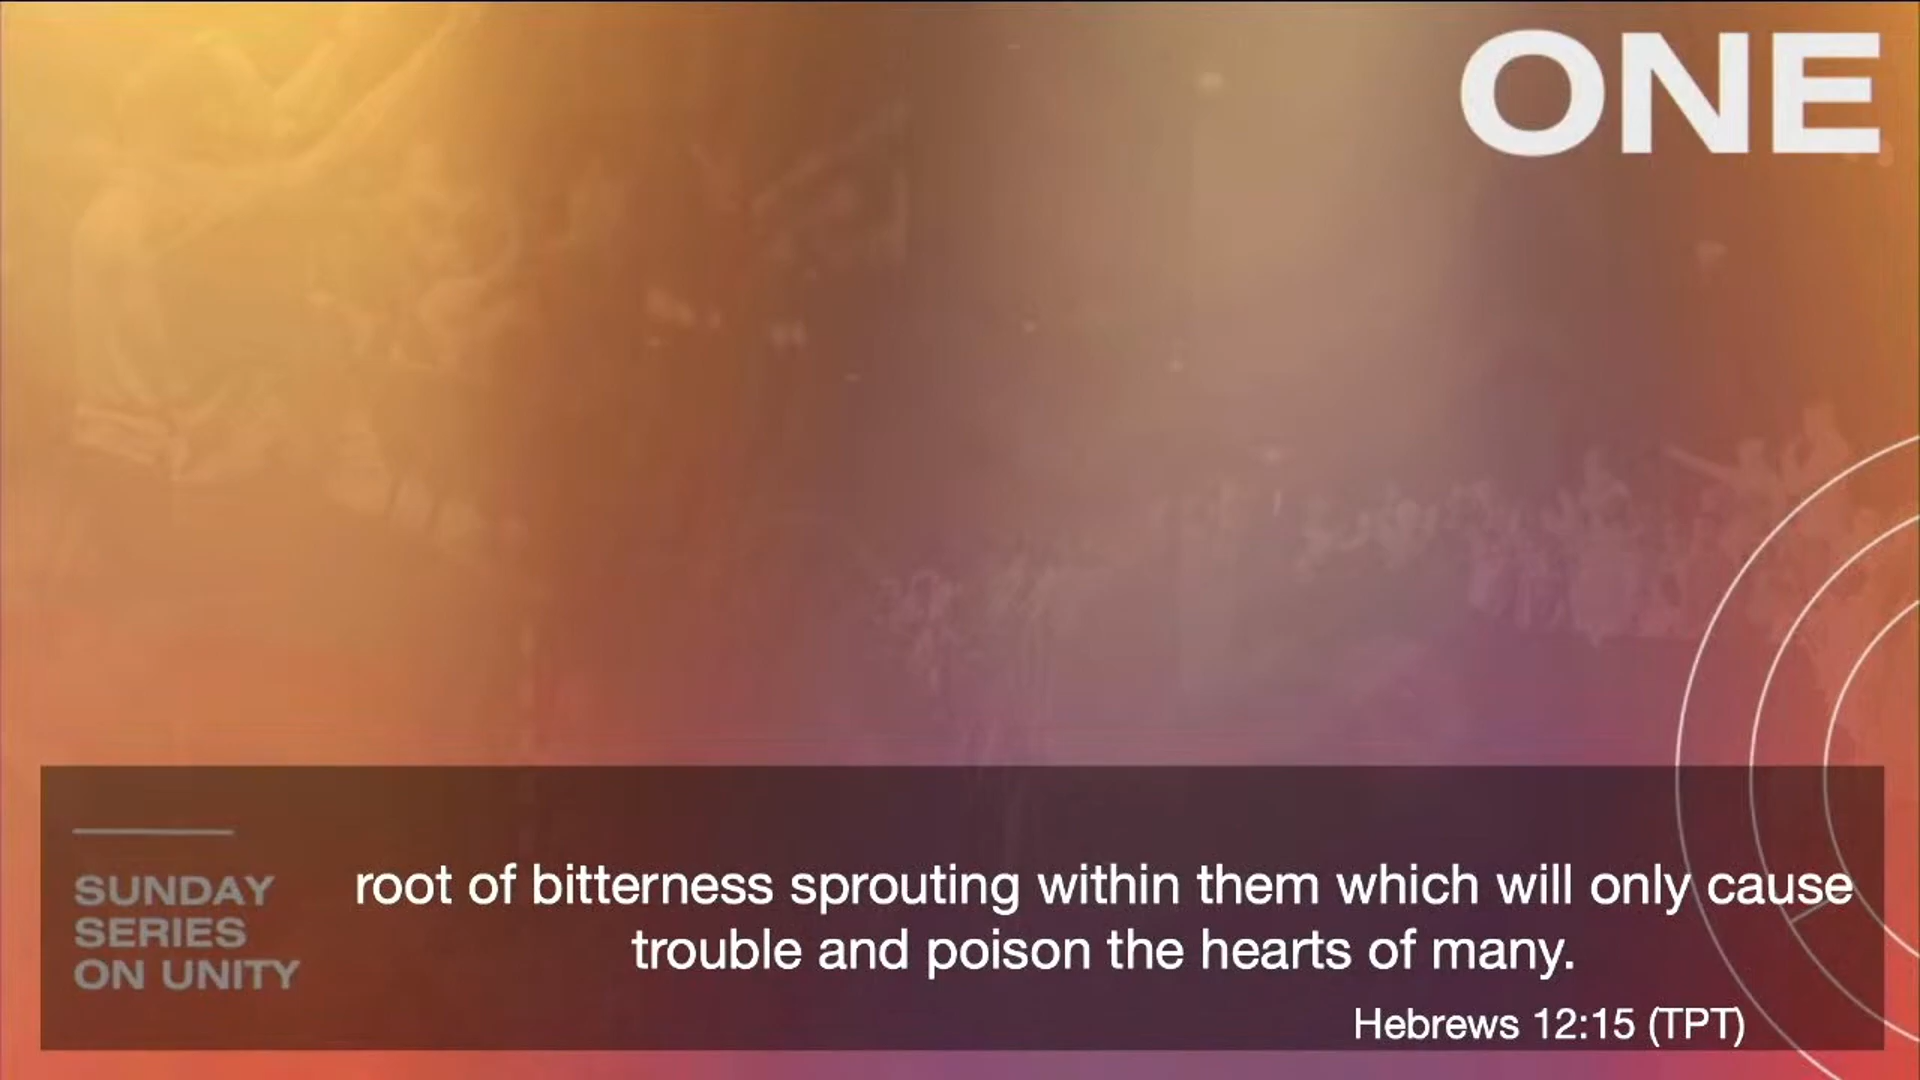 ONE
SUNDAY
SERIES
ON UNITY
root of bitterness sprouting within them which will only cause
trouble and poison the hearts of many.
Hebrews 12:15 (TPT)